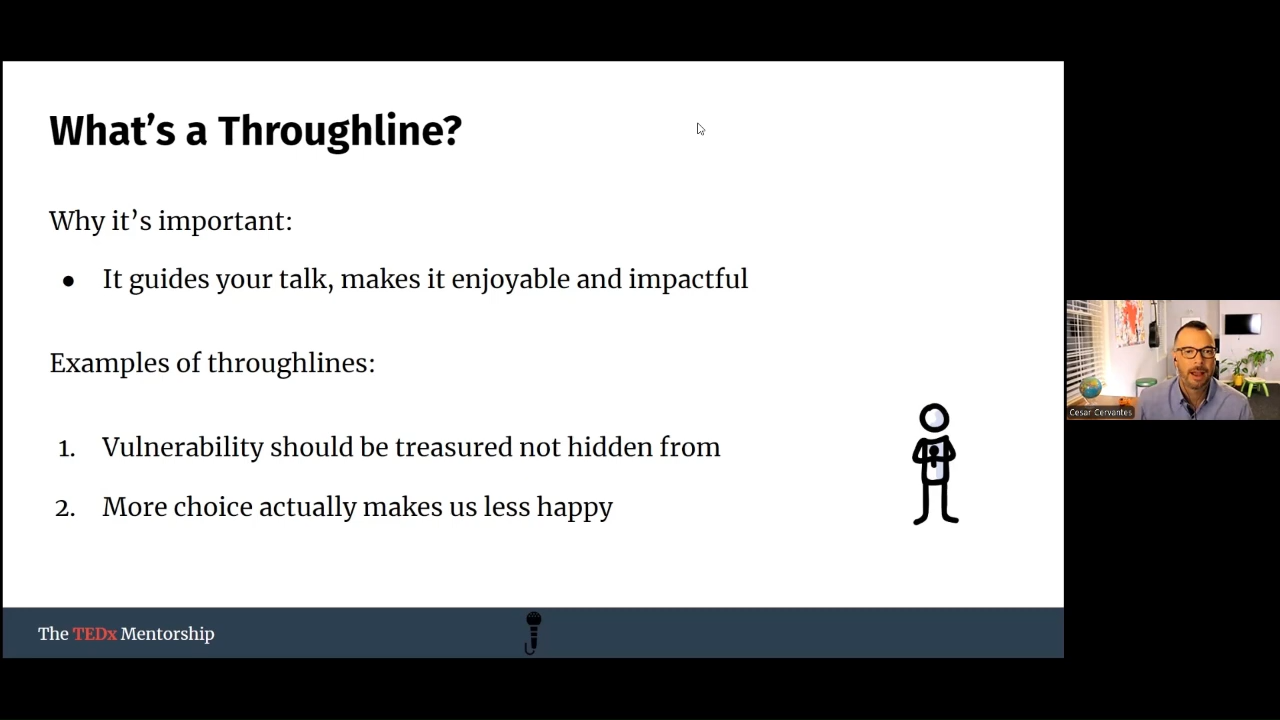 What's a Throughline?
Why it's important:
● It guides your talk, makes it enjoyable and impactful
Examples of throughlines:
1. Vulnerability should be treasured not hidden from
2. More choice actually makes us less happy
Cesar Cervantes
The TEDx Mentorship